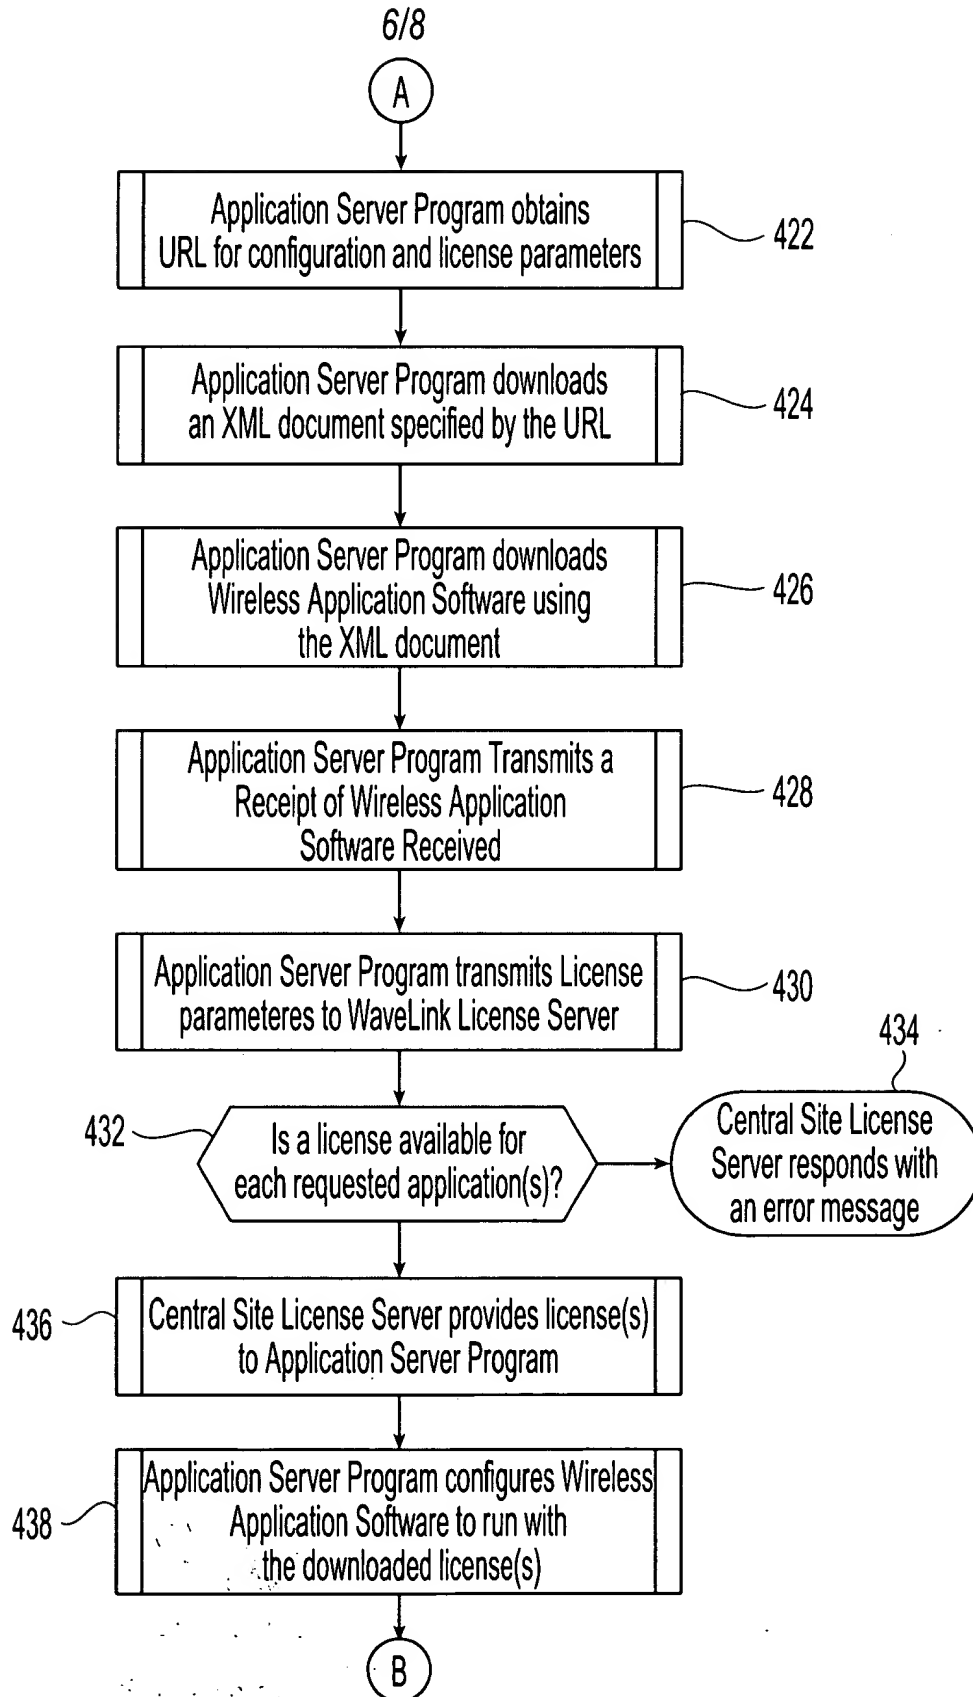 6/8
A
Application Server Program obtains
URL for configuration and license parameters
422
Application Server Program downloads
an XML document specified by the URL
424
Application Server Program downloads
Wireless Application Software using
the XML document
426
Application Server Program Transmits a
Receipt of Wireless Application
Software Received
428
Application Server Program transmits License
parameteres to WaveLink License Server
430
434
432
Is a license available for
each requested application(s)?
Central Site License
Server responds with
an error message
436
Central Site License Server provides license(s)
to Application Server Program
438
Application Server Program configures Wireless
Application Software to run with
the downloaded license(s)
B